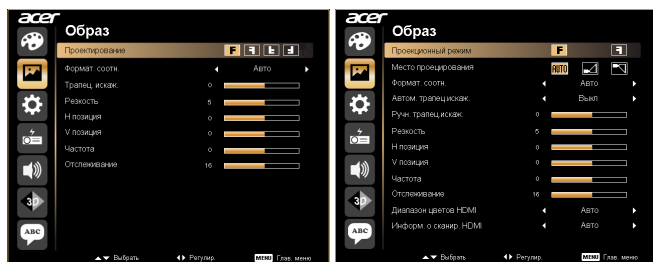 acer
Образ
Проектирование F F F F
Формат. соотн. Авто
Трапец. искаж. 0
Резкость 5
Н позиция 0
V позиция 0
Частота 0
Отслеживание 16
3D
ABC
Выбрать Регулир. MENU Глав. меню
acer
Образ
Проекционный режим F F
Место проецирования AUTO
Формат. соотн. Авто
Автом. трапец.искаж. Выкл
Ручн. трапец.искаж. 0
Резкость 5
Н позиция 0
V позиция 0
Частота 0
Отслеживание 16
Диапазон цветов HDMI Авто
Информ. о сканир. HDMI Авто
3D
ABC
Выбрать Регулир. MENU Глав. меню